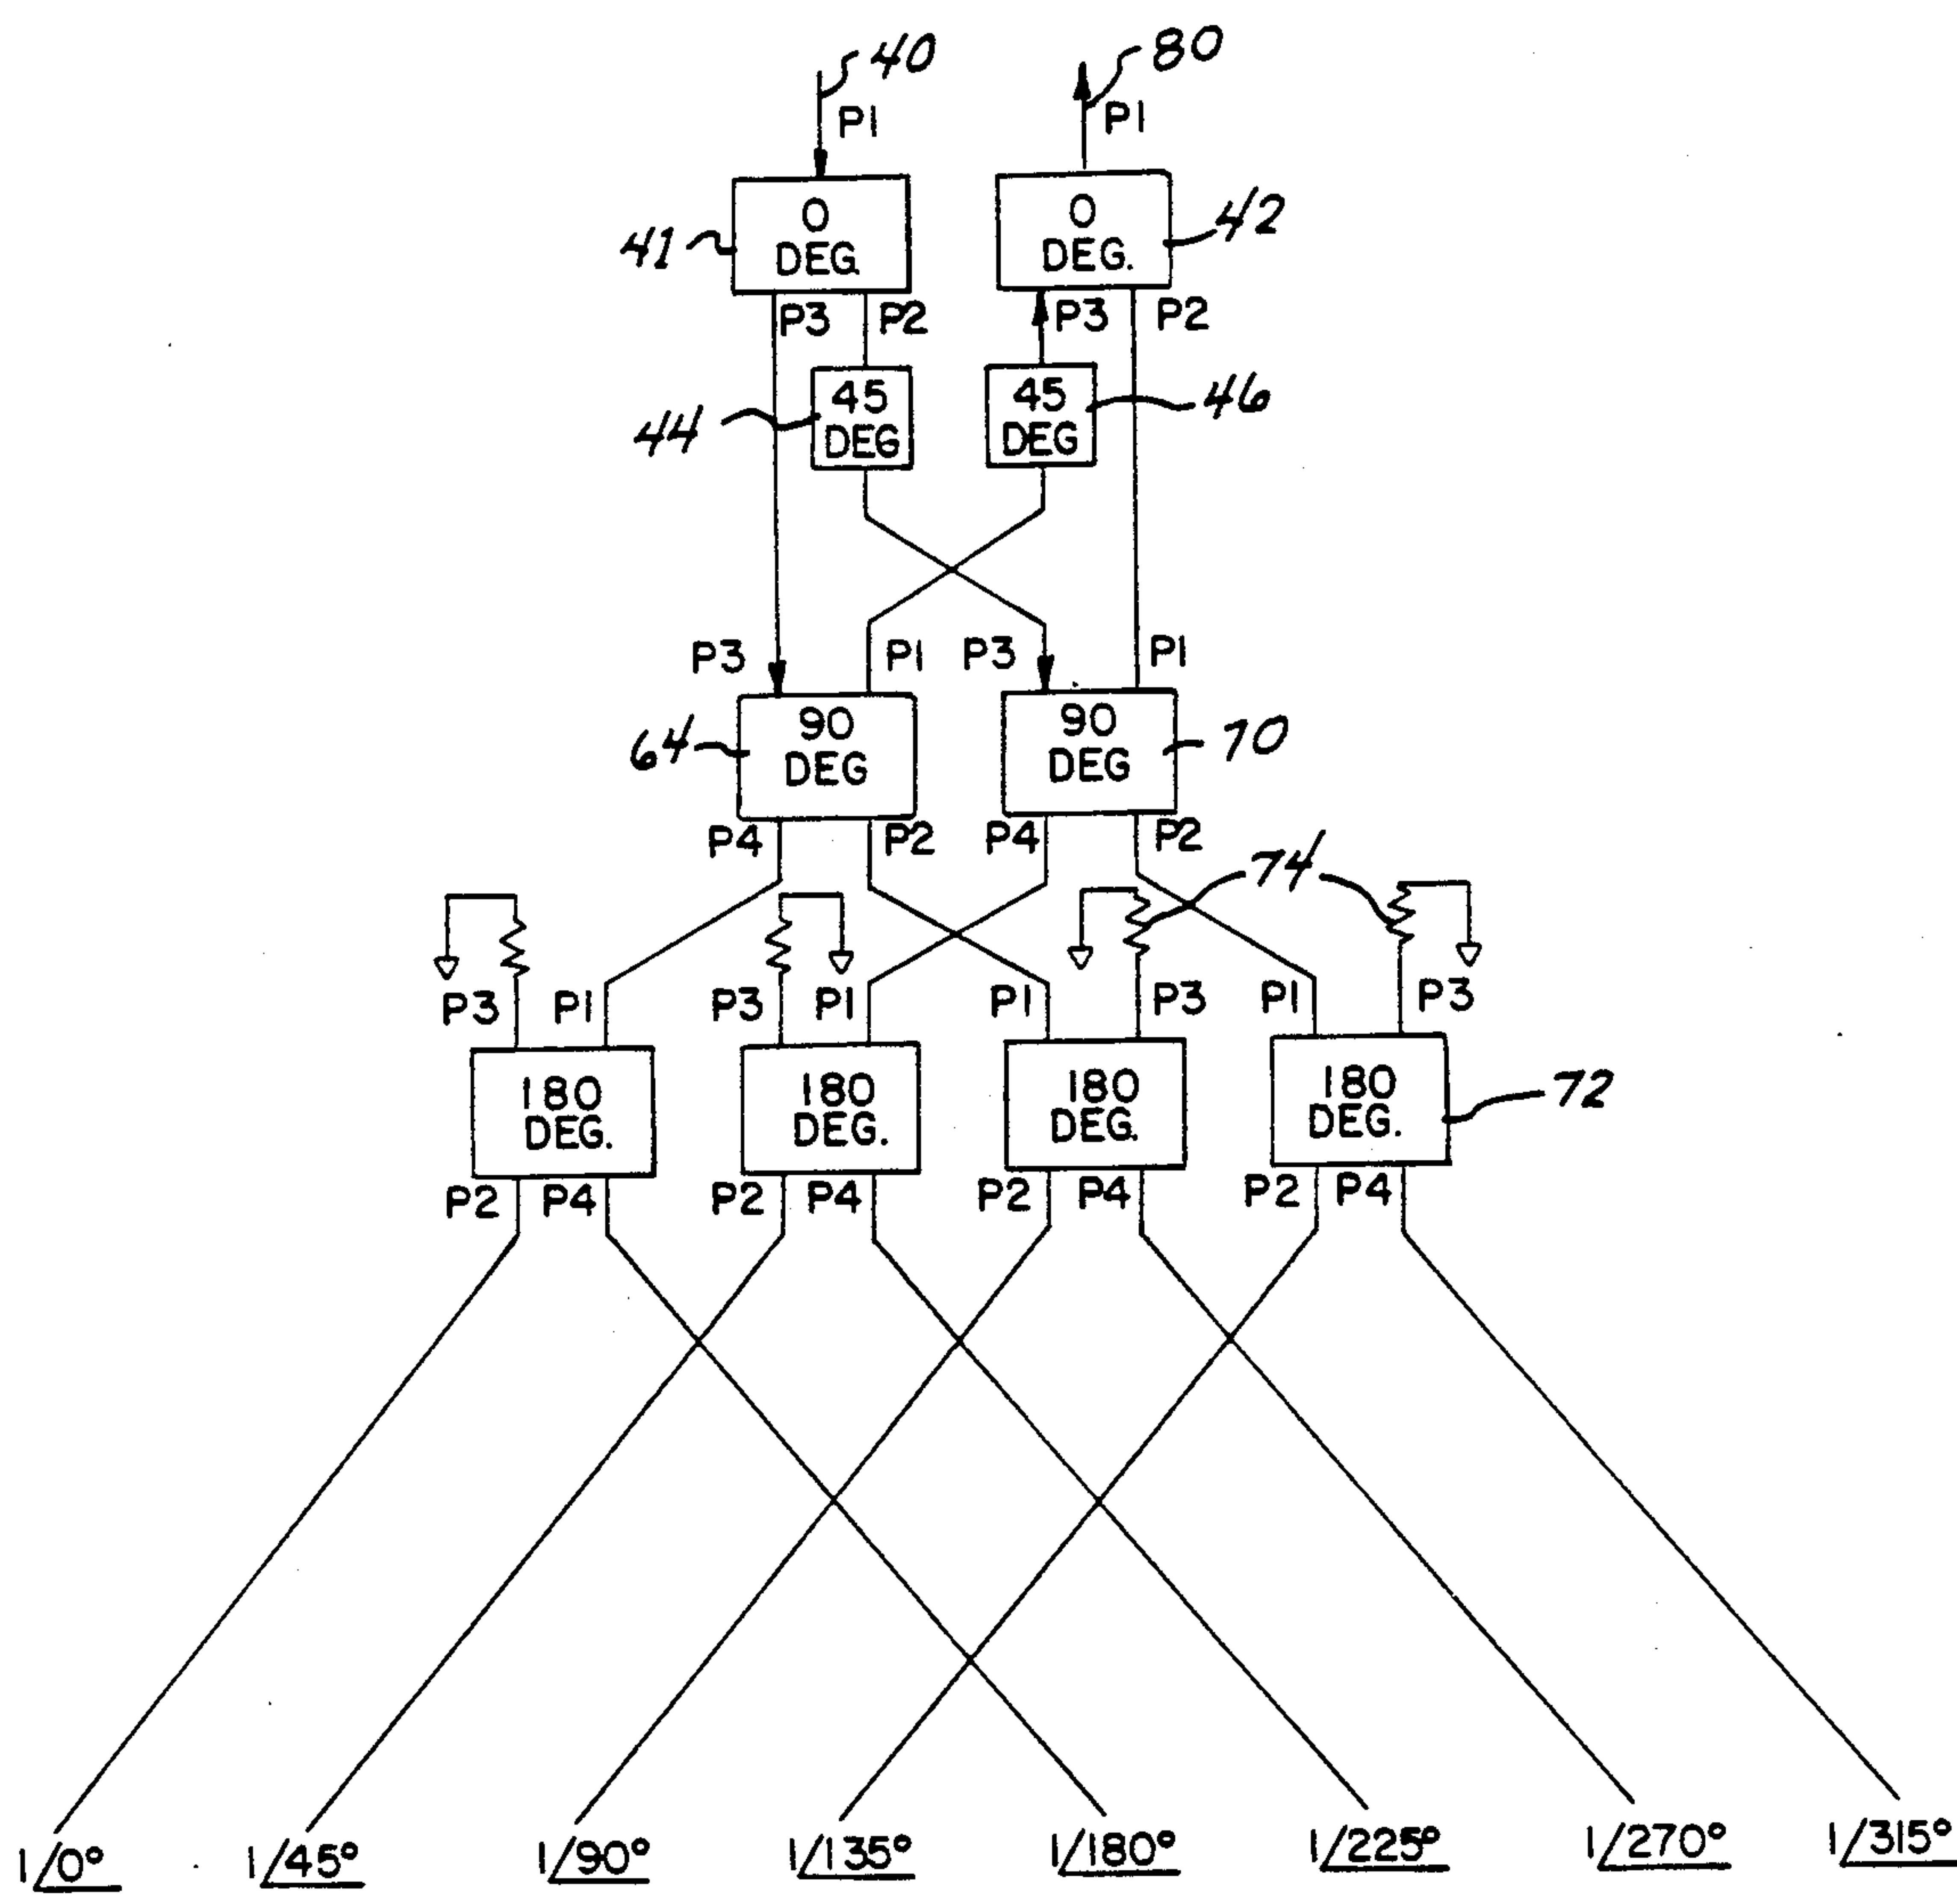 40
80
P1
P1
0
DEG.
0
DEG.
41
42
P3
P2
P3
P2
45
DEG
45
DEG
44
46
P3
P1
P3
P1
90
DEG
90
DEG
64
70
P4
P2
P4
P2
74
P3
P1
P3
P1
P1
P3
P1
P3
180
DEG.
180
DEG.
180
DEG.
180
DEG.
72
P2
P4
P2
P4
P2
P4
P2
P4
1/0°
1/45°
1/90°
1/135°
1/180°
1/225°
1/270°
1/315°